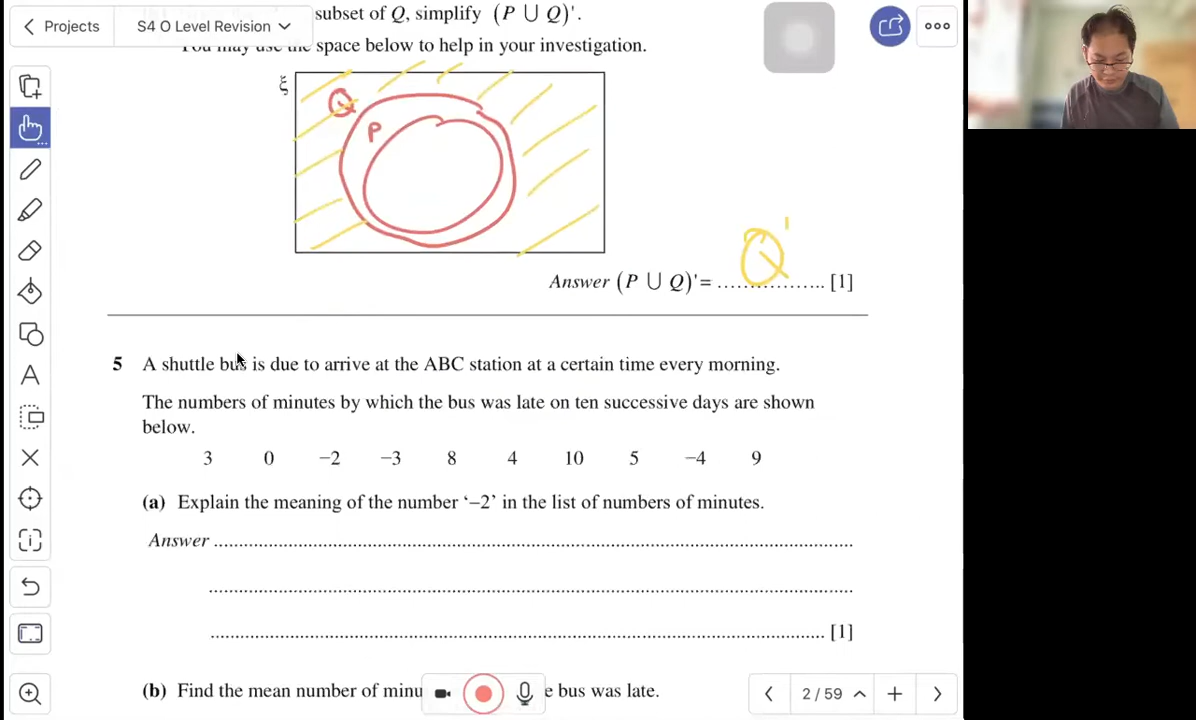 Projects
S4 O Level Revision
subset of Q, simplify (P ∪ Q)'.
space below to help in your investigation.
ξ
Q
P
Q'
Answer (P ∪ Q)'= ........................ [1]
5 A shuttle bus is due to arrive at the ABC station at a certain time every morning.
The numbers of minutes by which the bus was late on ten successive days are shown
below.
3 0 −2 −3 8 4 10 5 −4 9
(a) Explain the meaning of the number ‘−2’ in the list of numbers of minutes.
Answer ........................
........................
........................ [1]
(b) Find the mean number of minu e bus was late.
2 / 59